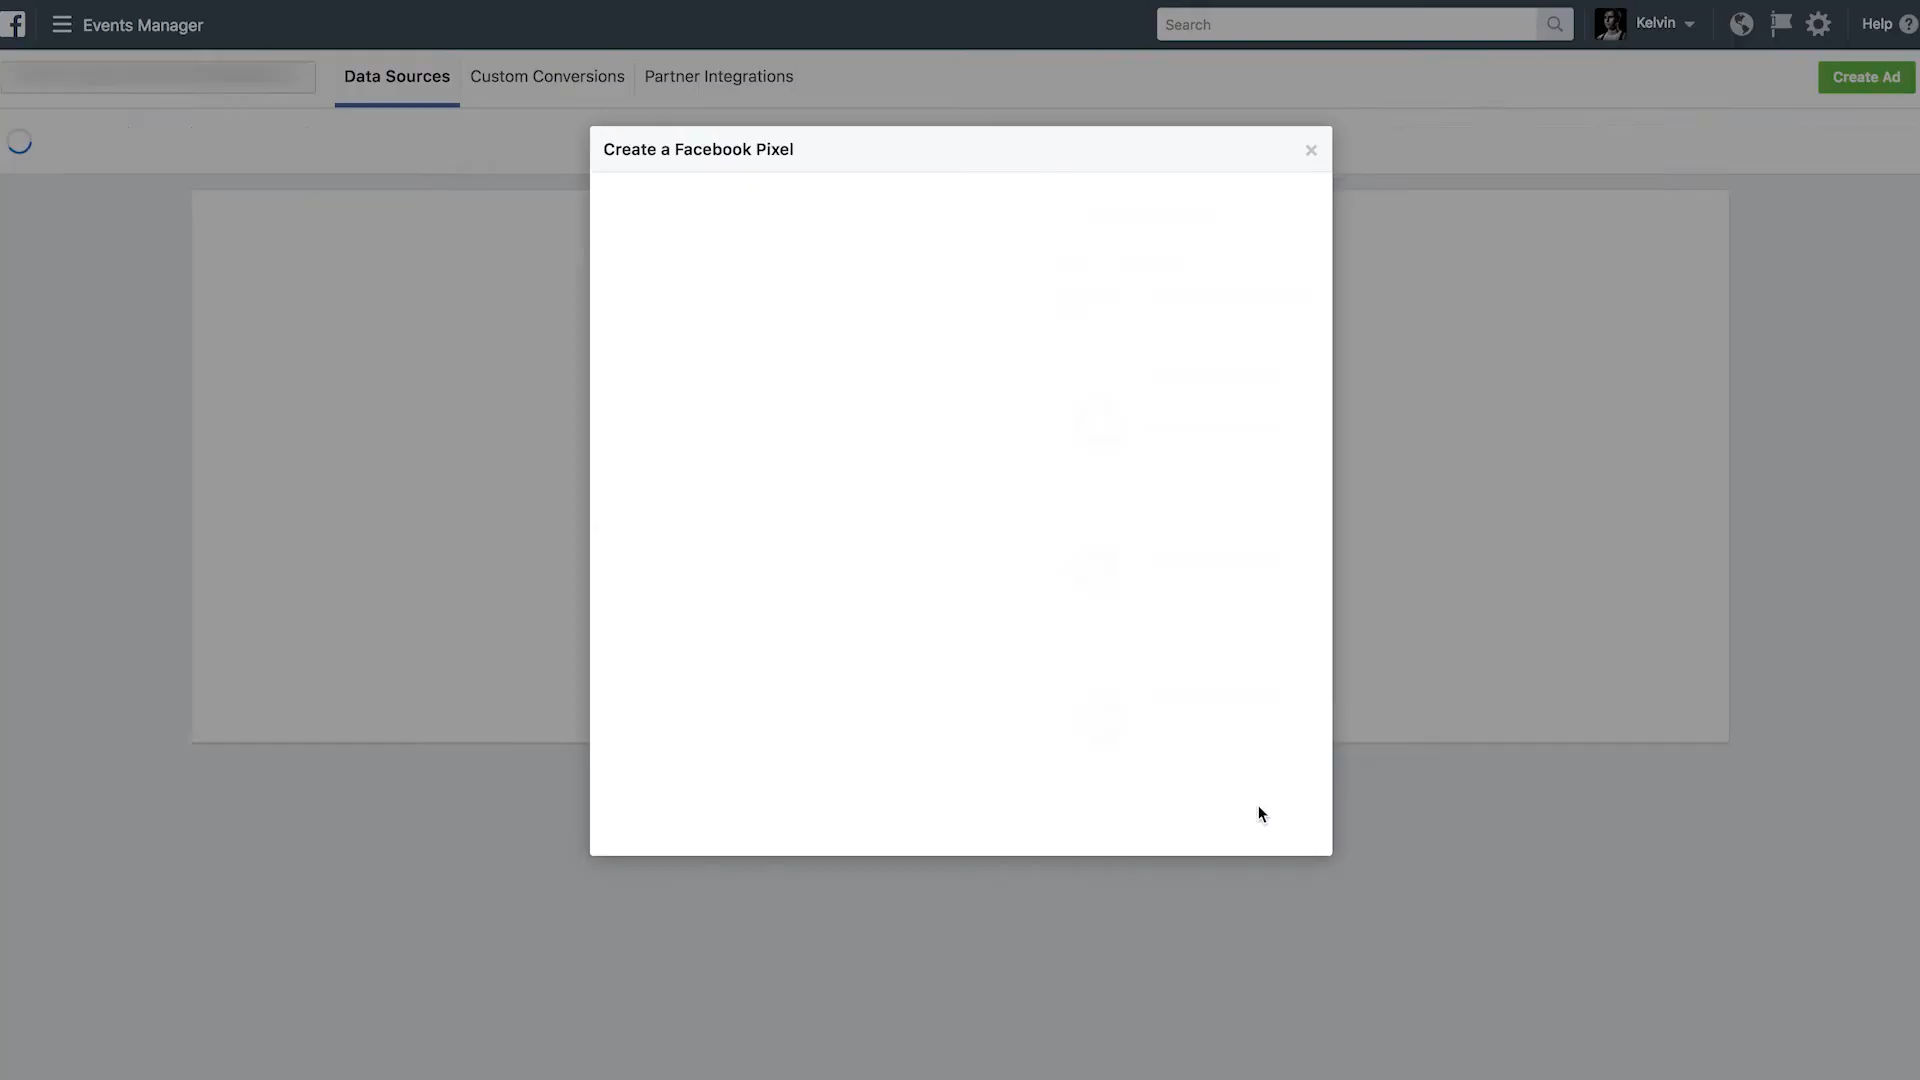 Events Manager
Search
Kelvin
Help
Data Sources
Custom Conversions
Partner Integrations
Create Ad
Create a Facebook Pixel